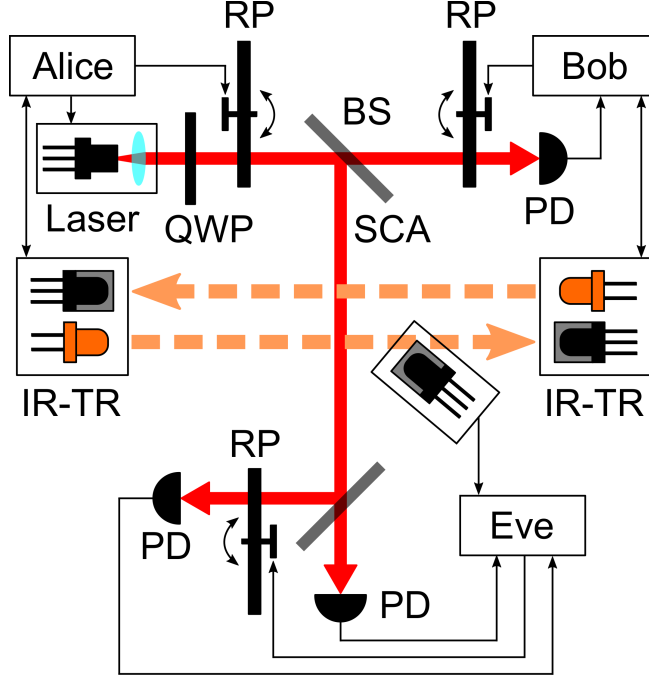 RP
RP
Alice
Bob
BS
Laser
QWP
SCA
PD
IR-TR
IR-TR
RP
PD
Eve
PD